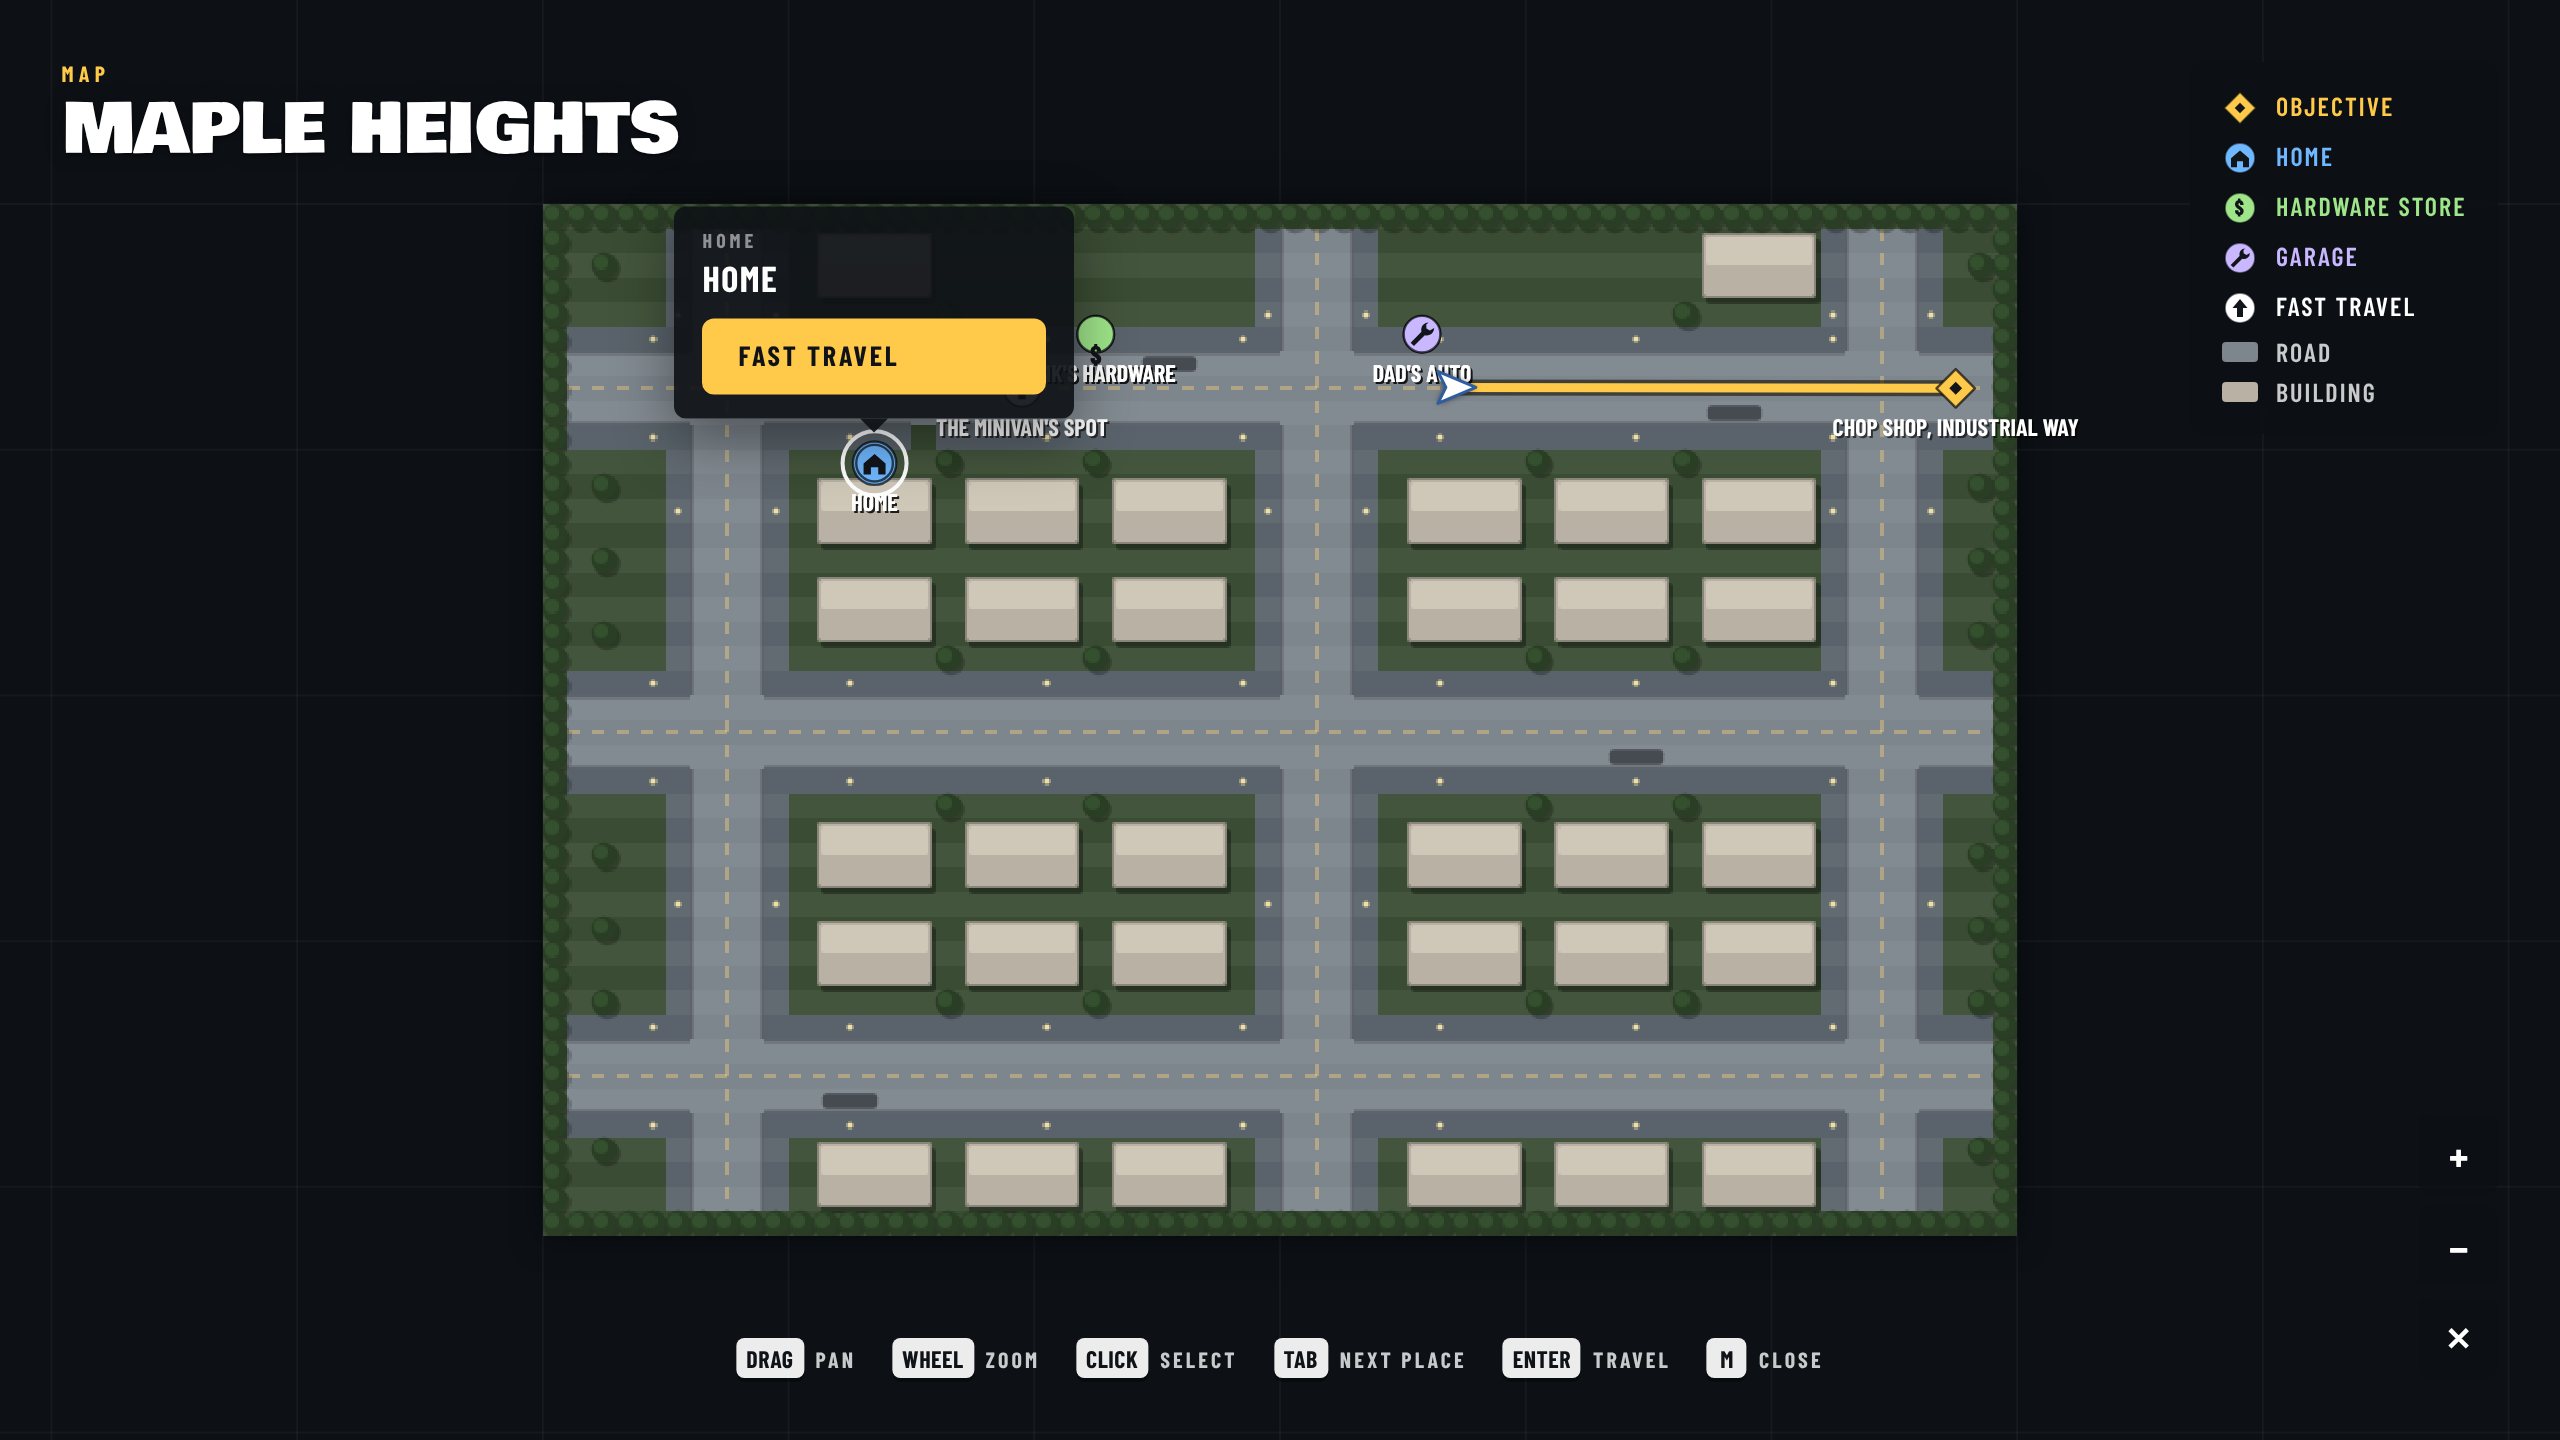 MAP
MAPLE HEIGHTS
OBJECTIVE
HOME
$ HARDWARE STORE
GARAGE
FAST TRAVEL
ROAD
BUILDING
HOME
HOME
FAST TRAVEL
$
HARDWARE
DAD'S AUTO
THE MINIVAN'S SPOT
CHOP SHOP, INDUSTRIAL WAY
HOME
+
−
×
DRAG PAN WHEEL ZOOM CLICK SELECT TAB NEXT PLACE ENTER TRAVEL M CLOSE